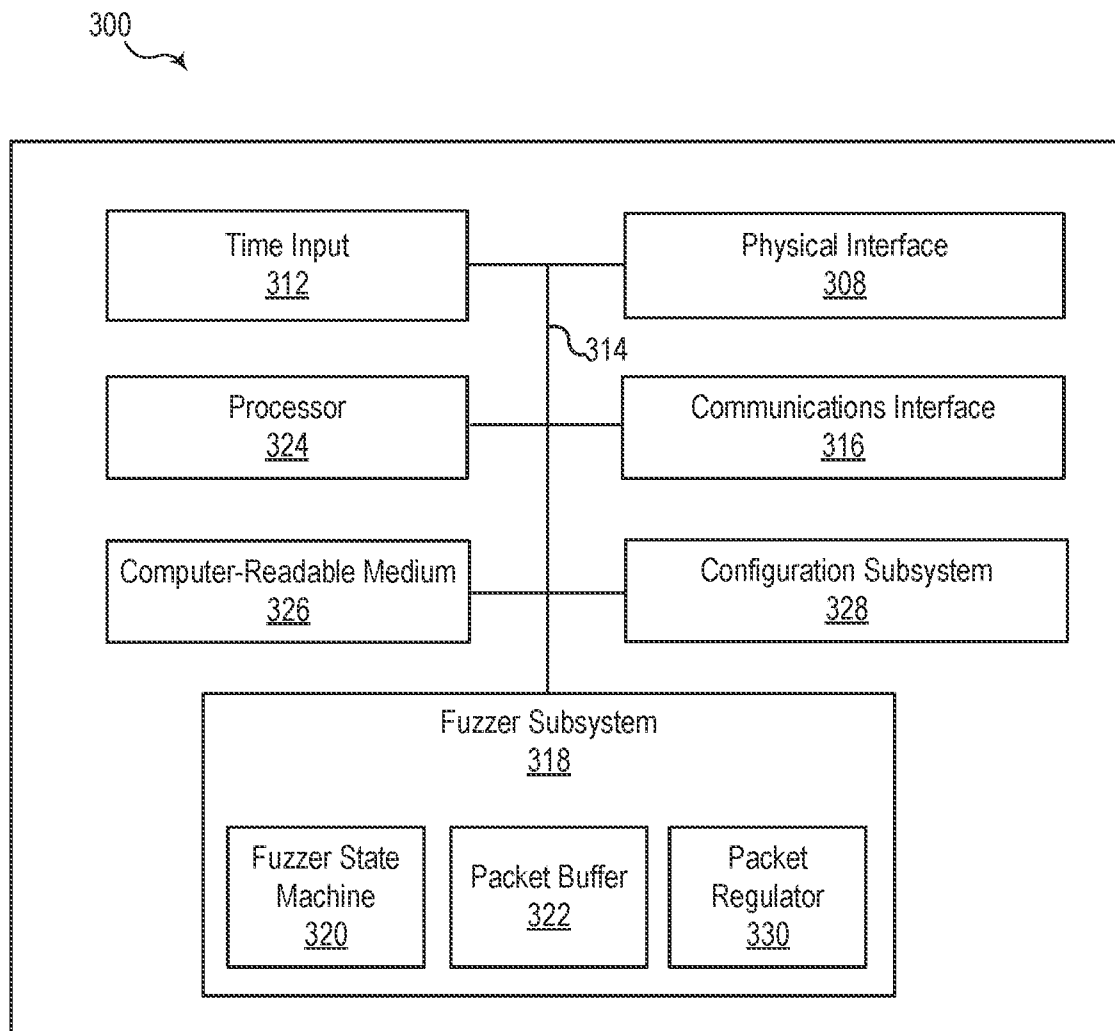 300
Time Input
312
Physical Interface
308
314
Processor
324
Communications Interface
316
Computer-Readable Medium
326
Configuration Subsystem
328
Fuzzer Subsystem
318
Fuzzer State
Machine
320
Packet Buffer
322
Packet
Regulator
330